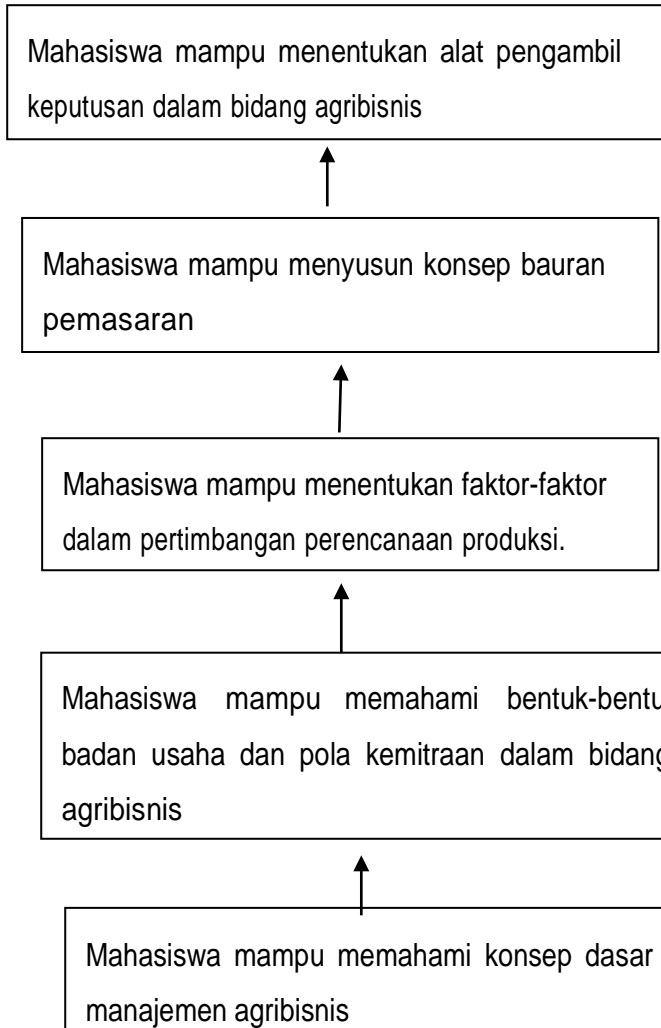 Mahasiswa mampu menentukan alat pengambil
keputusan dalam bidang agribisnis
Mahasiswa mampu menyusun konsep bauran
pemasaran
Mahasiswa mampu menentukan faktor-faktor
dalam pertimbangan perencanaan produksi.
Mahasiswa mampu memahami bentuk-bentu
badan usaha dan pola kemitraan dalam bidang
agribisnis
Mahasiswa mampu memahami konsep dasar
manajemen agribisnis